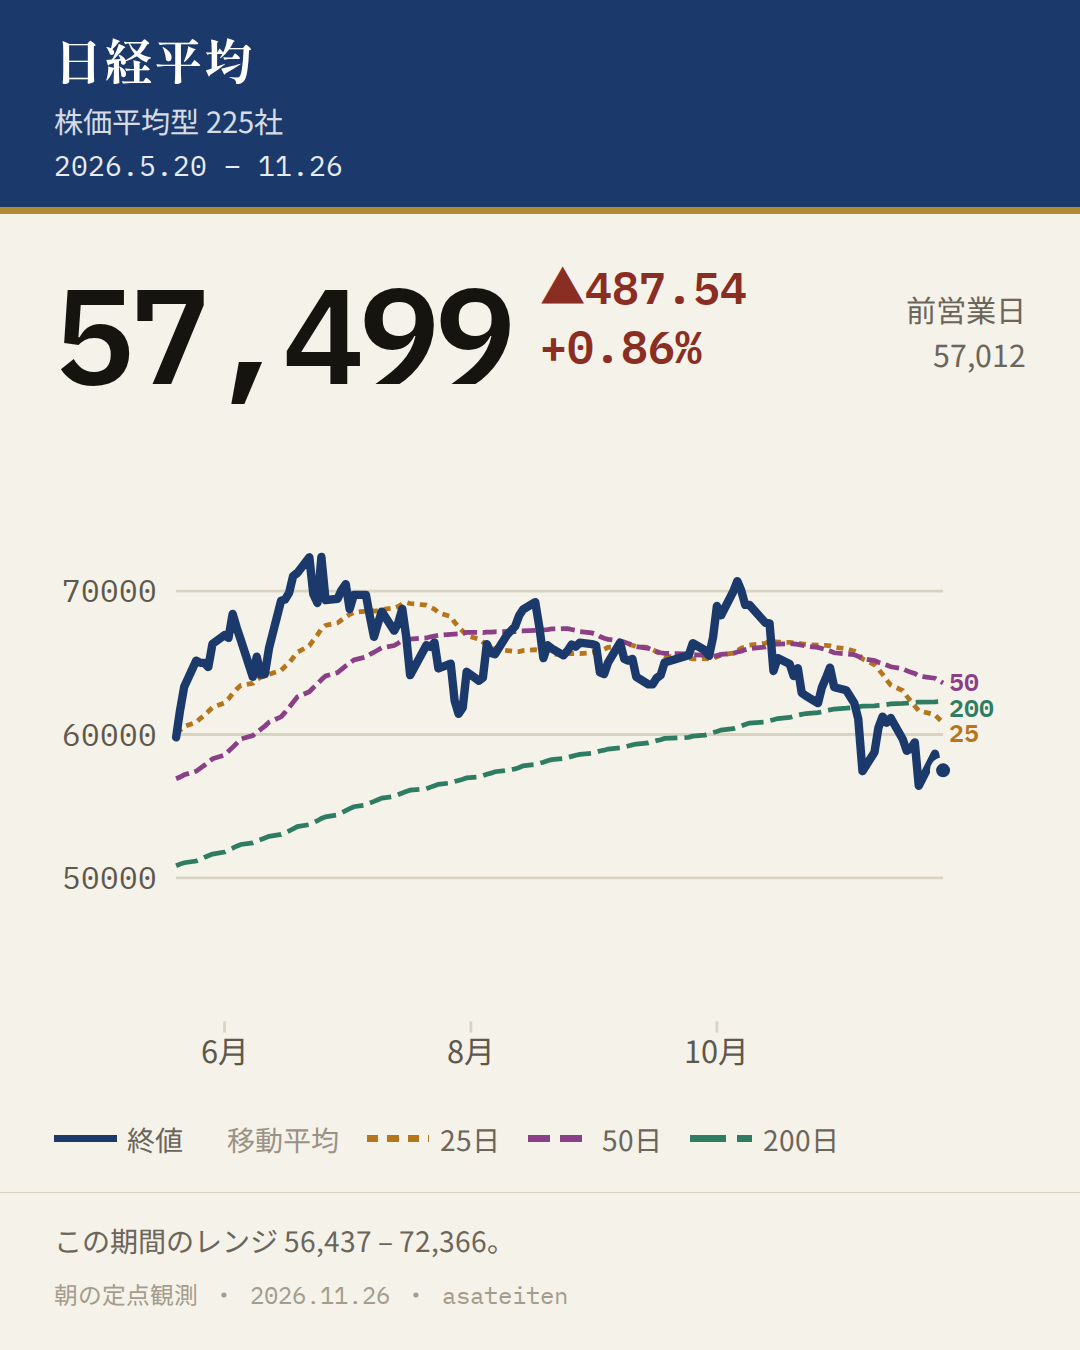 日経平均
株価平均型 225社
2026.5.20 – 11.26
57,499
▲487.54
+0.86%
前営業日
57,012
70000
60000
50000
50
200
25
6月
8月
10月
終値 移動平均 25日 50日 200日
この期間のレンジ 56,437 – 72,366。
朝の定点観測 ・ 2026.11.26 ・ asateiten